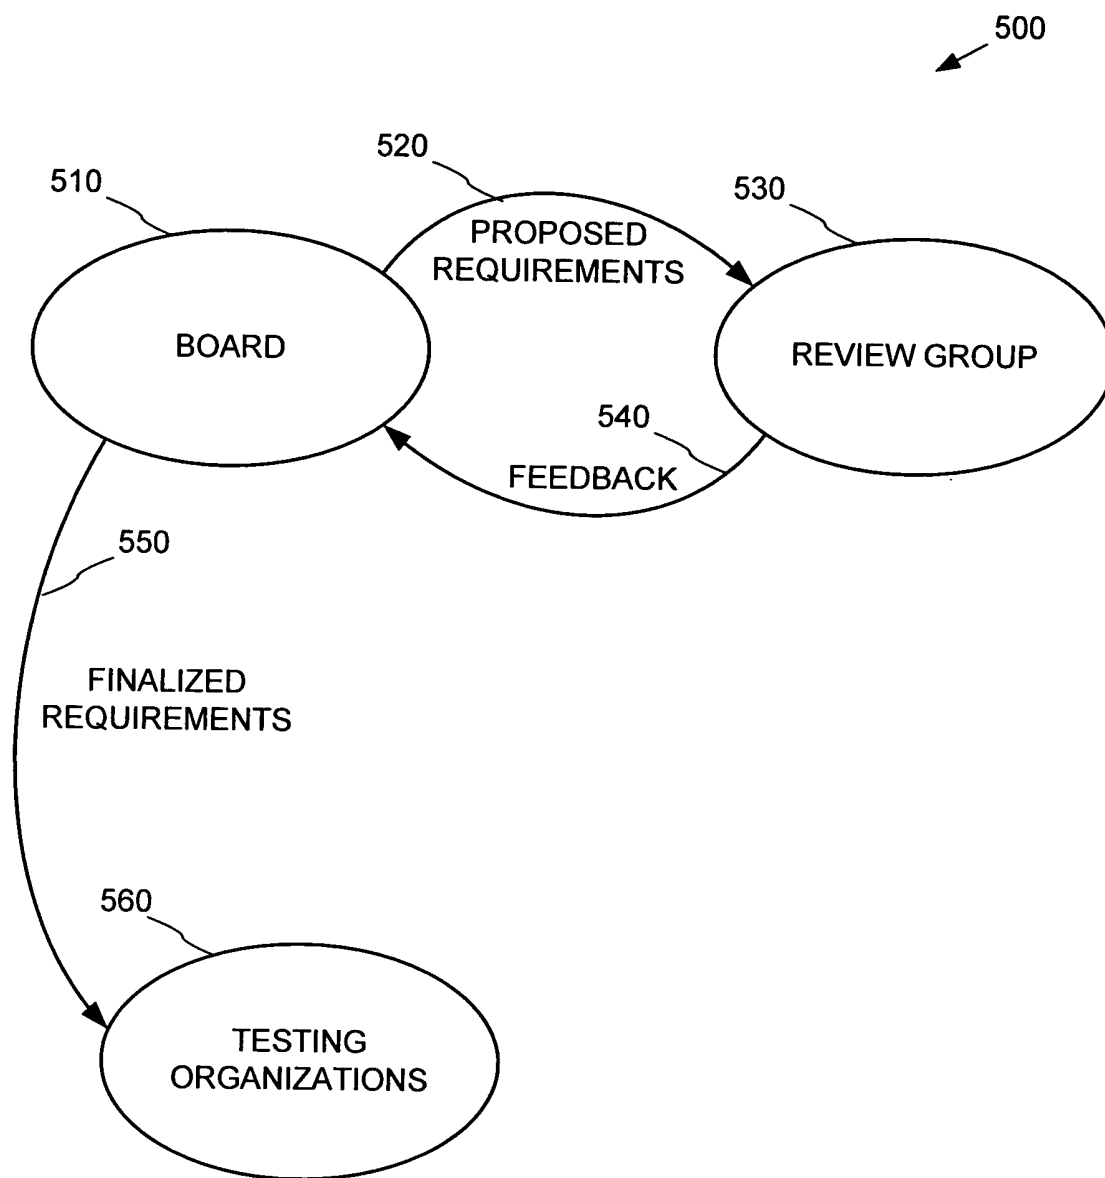 500
520
510
530
PROPOSED
REQUIREMENTS
BOARD
REVIEW GROUP
540
FEEDBACK
550
FINALIZED
REQUIREMENTS
560
TESTING
ORGANIZATIONS